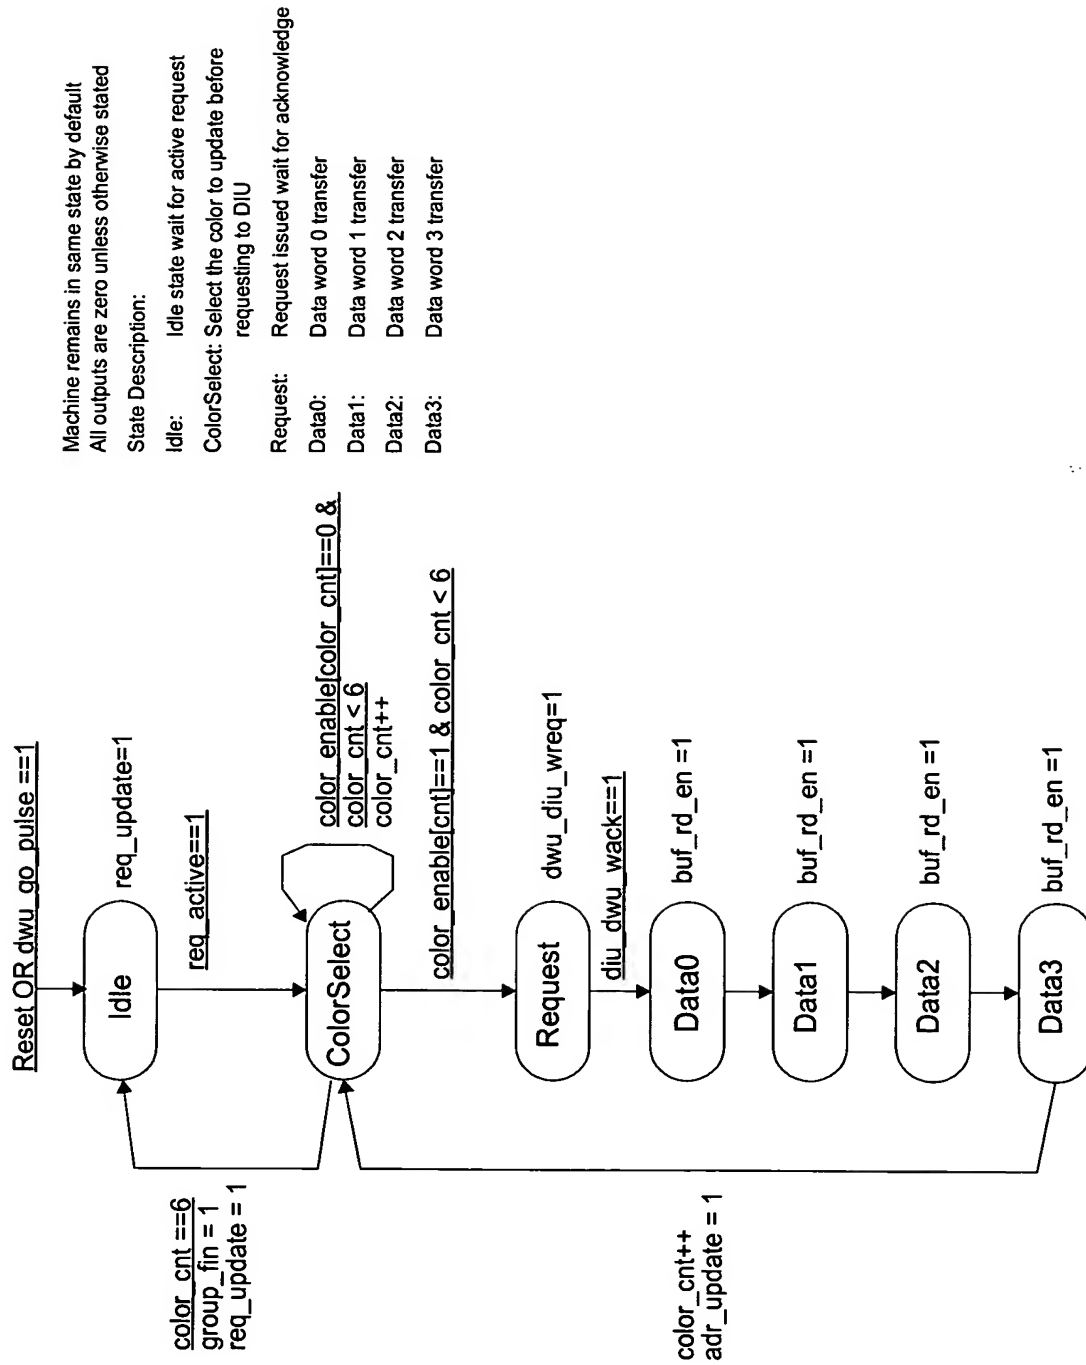 Machine remains in same state by default
All outputs are zero unless otherwise stated
State Description:
Idle: Idle state wait for active request
ColorSelect: Select the color to update before
requesting to DIU
Request: Request issued wait for acknowledge
Data0: Data word 0 transfer
Data1: Data word 1 transfer
Data2: Data word 2 transfer
Data3: Data word 3 transfer
Reset OR dwu_go_pulse ==1
Idle
req_update=1
req_active==1
color_cnt ==6
group_fin = 1
req_update = 1
ColorSelect
color_enable[color_cnt]==0 &
color_cnt < 6
color_cnt++
color_enable[cnt]==1 & color_cnt < 6
Request
dwu_diu_wreq=1
diu_dwu_wack==1
Data0
buf_rd_en =1
Data1
buf_rd_en =1
Data2
buf_rd_en =1
Data3
buf_rd_en =1
color_cnt++
adr_update = 1